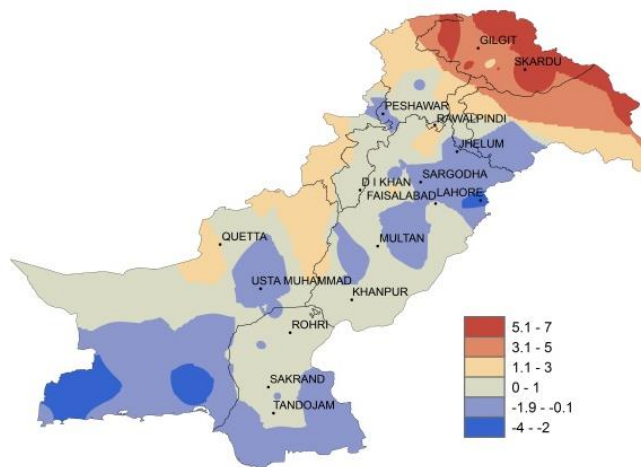 GILGIT
SKARDU
PESHAWAR
RAWALPINDI
JHELUM
SARGODHA
D I KHAN
FAISALABAD
LAHORE
MULTAN
QUETTA
USTA MUHAMMAD
KHANPUR
ROHRI
SAKRAND
TANDOJAM
5.1 - 7
3.1 - 5
1.1 - 3
0 - 1
-1.9 - -0.1
-4 - -2